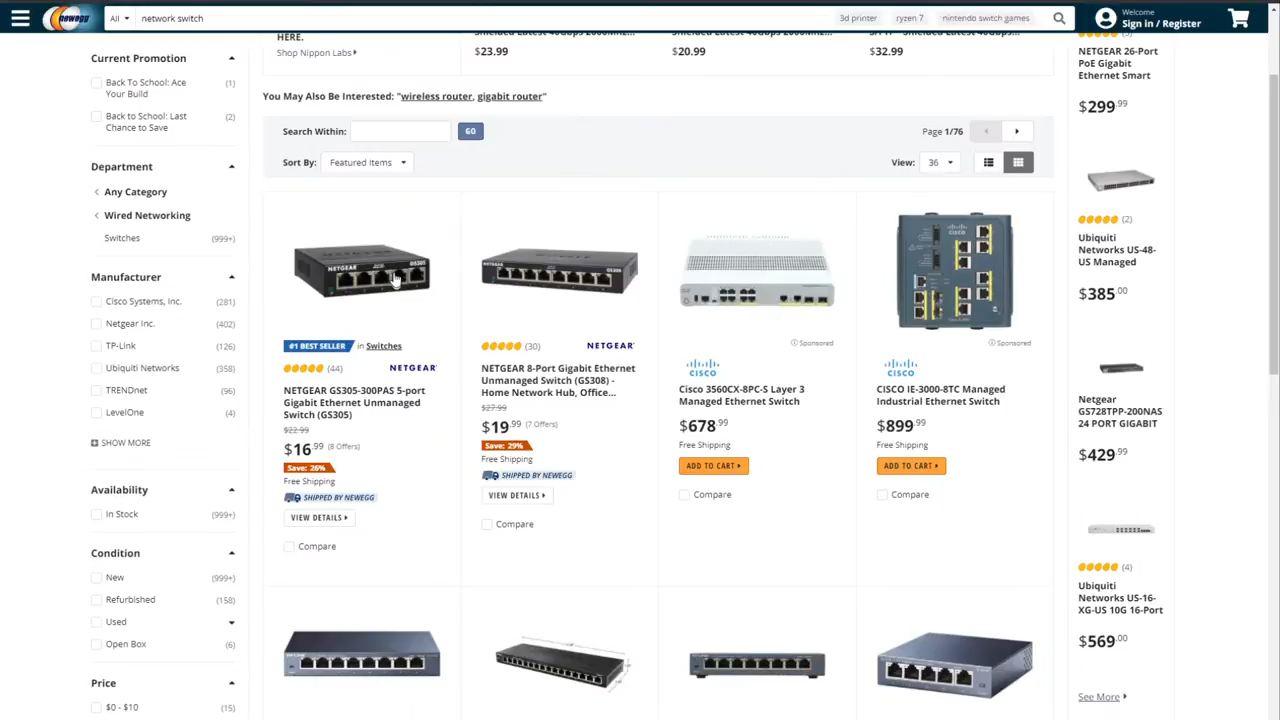 newegg
All
network switch
3d printer
ryzen 7
nintendo switch games
Welcome
Sign in / Register
Current Promotion
Back To School: Ace
Your Build
(1)
Back to School: Last
Chance to Save
(2)
Department
Any Category
Wired Networking
Switches
(999+)
Manufacturer
Cisco Systems, Inc.
(281)
Netgear Inc.
(402)
TP-Link
(126)
Ubiquiti Networks
(358)
TRENDnet
(96)
LevelOne
(4)
SHOW MORE
Availability
In Stock
(999+)
Condition
New
(999+)
Refurbished
(158)
Used
Open Box
(6)
Price
$0 - $10
(15)
HERE.
Shop Nippon Labs
$23.99
$20.99
$32.99
You May Also Be Interested: "wireless router, gigabit router"
Search Within:
GO
Page 1/76
Sort By:
Featured Items
View:
36
NETGEAR
GS305
#1 BEST SELLER
in Switches
(44)
NETGEAR
NETGEAR GS305-300PAS 5-port
Gigabit Ethernet Unmanaged
Switch (GS305)
$22.99
$16.99 (8 Offers)
Save: 26%
Free Shipping
SHIPPED BY NEWEGG
VIEW DETAILS
Compare
NETGEAR
GS308
(30)
NETGEAR
NETGEAR 8-Port Gigabit Ethernet
Unmanaged Switch (GS308) -
Home Network Hub, Office...
$27.99
$19.99 (7 Offers)
Save: 29%
Free Shipping
SHIPPED BY NEWEGG
VIEW DETAILS
Compare
Sponsored
CISCO
Cisco 3560CX-8PC-S Layer 3
Managed Ethernet Switch
$678.99
Free Shipping
ADD TO CART
Compare
CISCO
Sponsored
CISCO
CISCO IE-3000-8TC Managed
Industrial Ethernet Switch
$899.99
Free Shipping
ADD TO CART
Compare
(5)
NETGEAR 26-Port
PoE Gigabit
Ethernet Smart
$299.99
(2)
Ubiquiti
Networks US-48-
US Managed
$385.00
Netgear
GS728TPP-200NAS
24 PORT GIGABIT
$429.99
(4)
Ubiquiti
Networks US-16-
XG-US 10G 16-Port
$569.00
See More